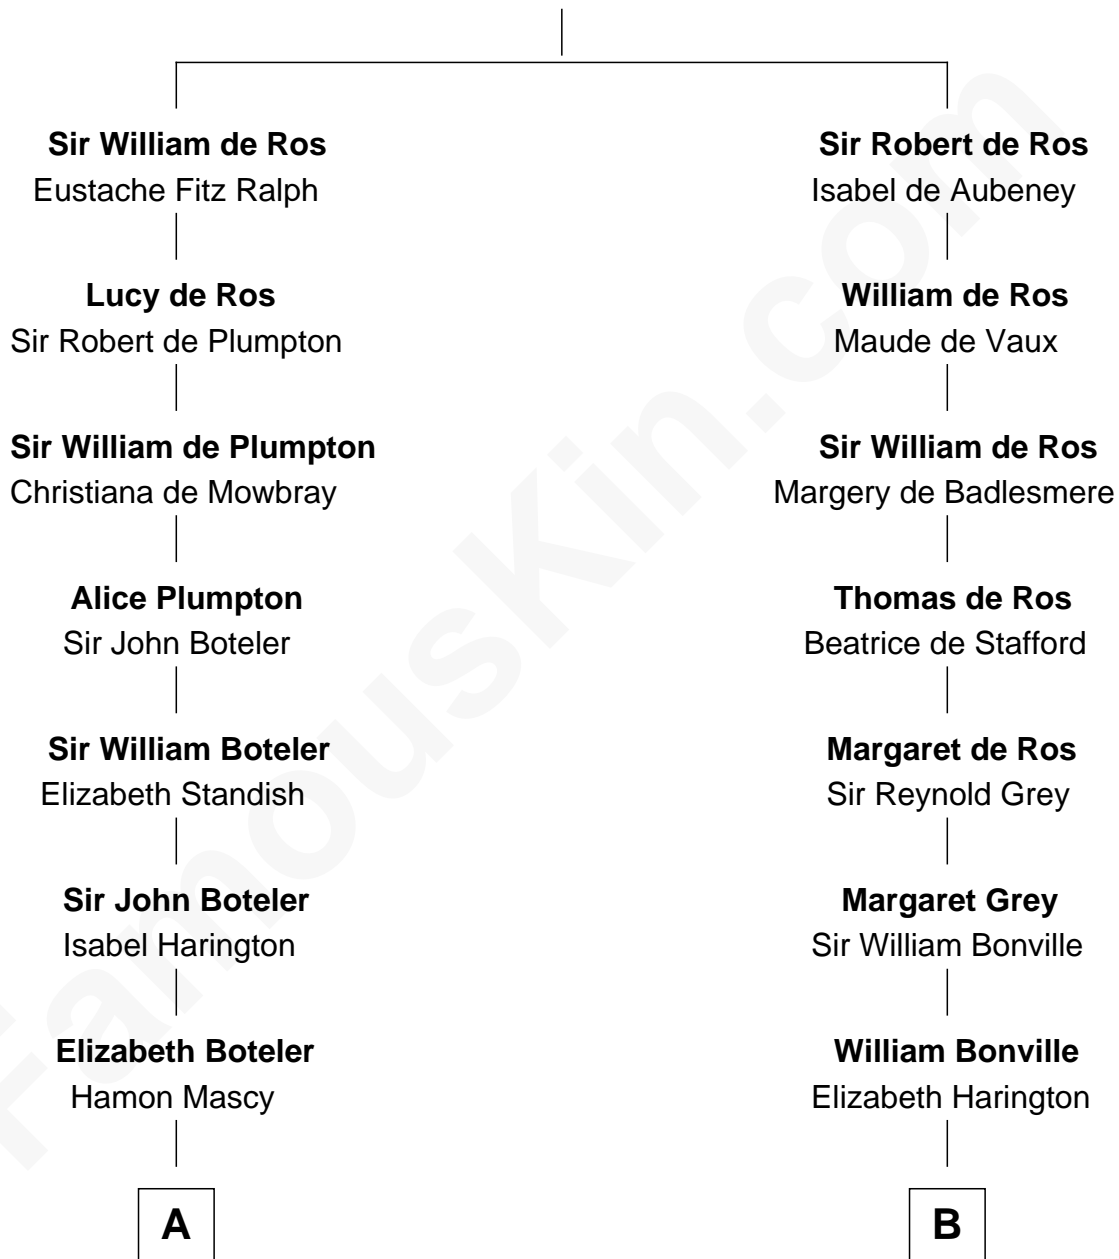 Sir William de Ros
Eustache Fitz Ralph
Lucy de Ros
Sir Robert de Plumpton
Sir William de Plumpton
Christiana de Mowbray
Alice Plumpton
Sir John Boteler
Sir William Boteler
Elizabeth Standish
Sir John Boteler
Isabel Harington
Elizabeth Boteler
Hamon Mascy
A
Sir Robert de Ros
Isabel de Aubeney
William de Ros
Maude de Vaux
Sir William de Ros
Margery de Badlesmere
Thomas de Ros
Beatrice de Stafford
Margaret de Ros
Sir Reynold Grey
Margaret Grey
Sir William Bonville
William Bonville
Elizabeth Harington
B
FamousKin.com